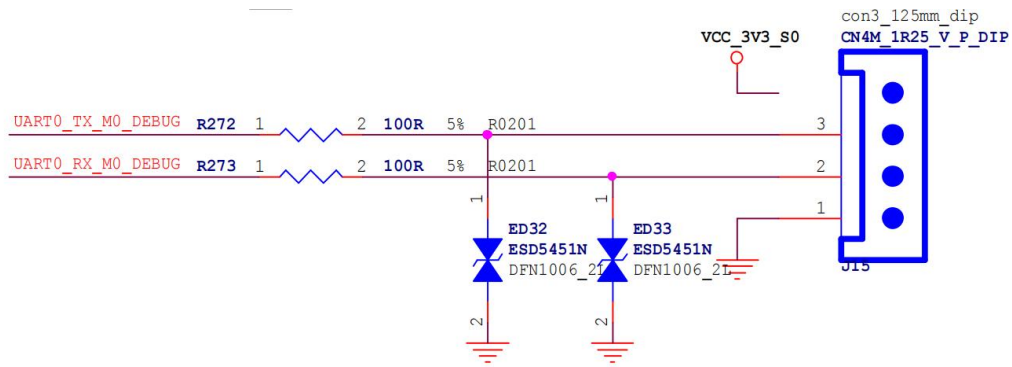 con3_125mm_dip
VCC_3V3_S0
CN4M_1R25_V_P_DIP
UART0_TX_M0_DEBUG R272 1 2 100R 5% R0201 3
UART0_RX_M0_DEBUG R273 1 2 100R 5% R0201 2
1 1 1
ED32 ED33
ESD5451N ESD5451N
DFN1006_2L DFN1006_2L
J15
2 2